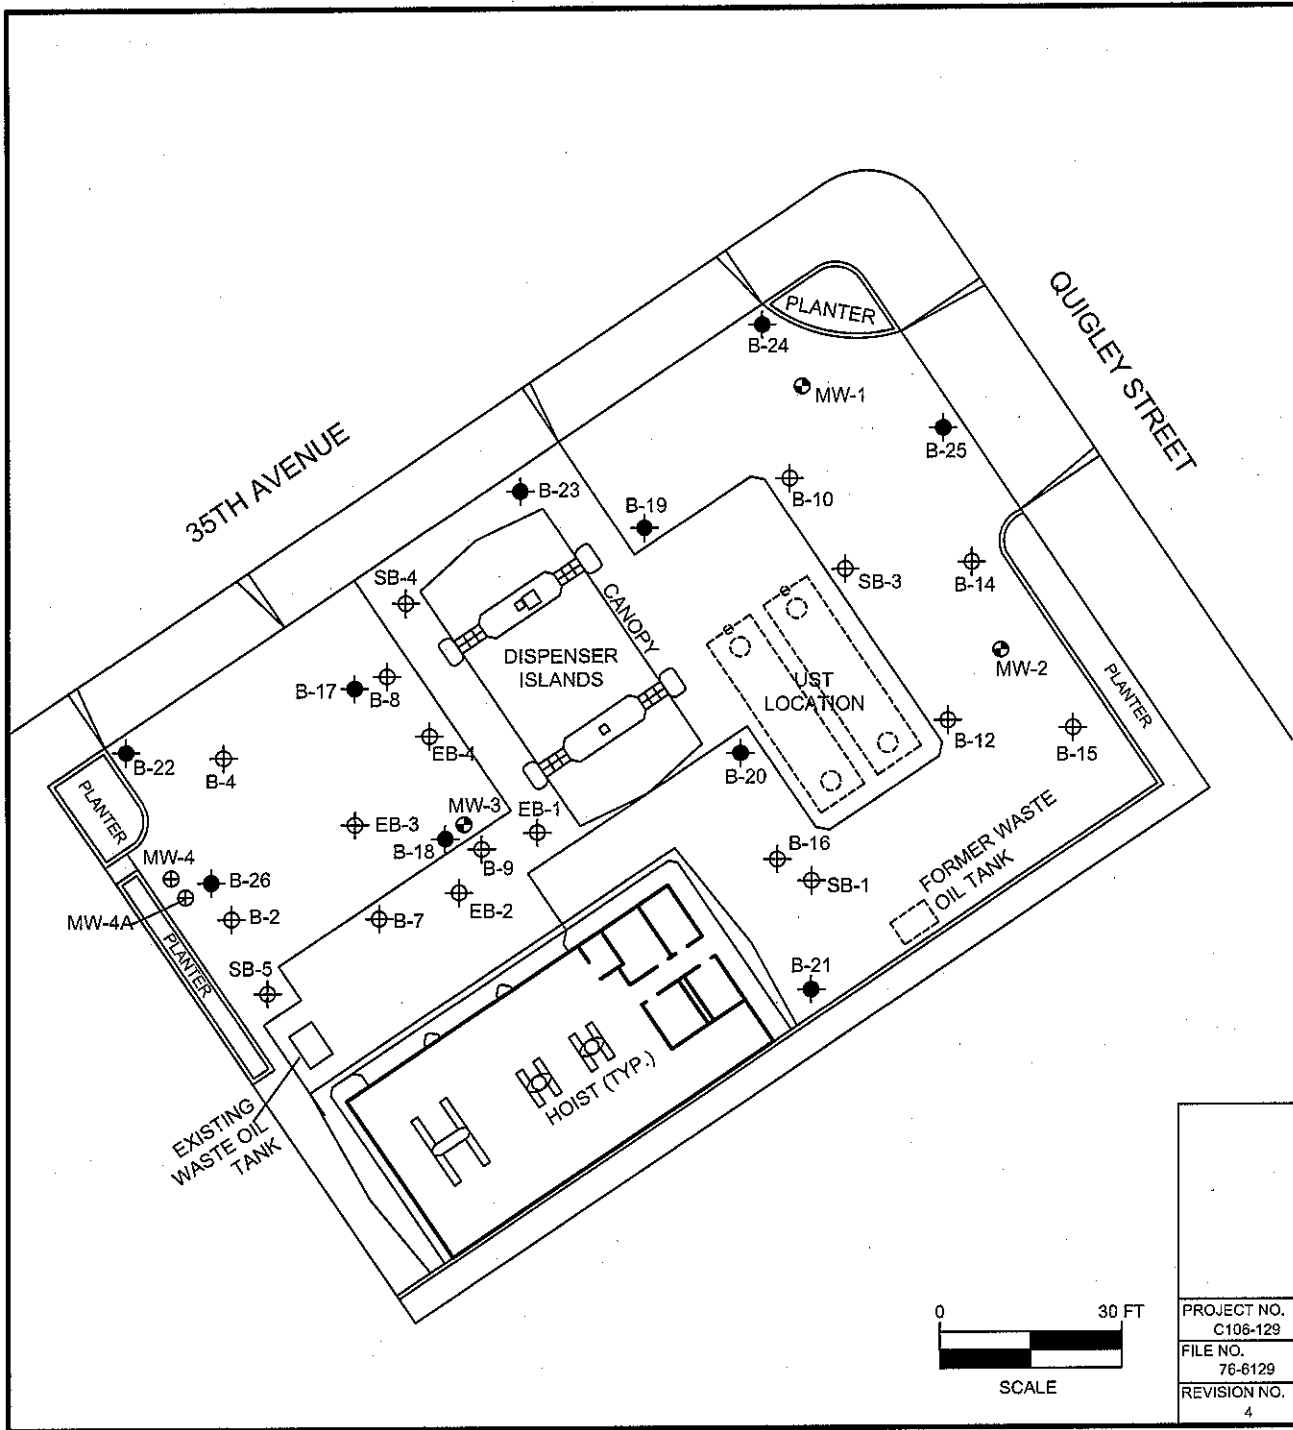 PLANTER
B-24
MW-1
QUIGLEY STREET
B-25
35TH AVENUE
B-23
B-10
B-19
SB-4
SB-3
B-14
CANOPY
DISPENSER
ISLANDS
MW-2
B-17
B-8
UST
LOCATION
PLANTER
EB-4
B-12
B-15
B-22
B-4
B-20
PLANTER
MW-3
EB-1
EB-3
B-18
B-9
B-16
FORMER WASTE
OIL TANK
MW-4
B-26
SB-1
EB-2
MW-4A
B-2
B-7
PLANTER
SB-5
B-21
HOIST (TYP.)
EXISTING
WASTE OIL
TANK
0 30 FT
SCALE
PROJECT NO.
C106-129
FILE NO.
76-6129
REVISION NO.
4